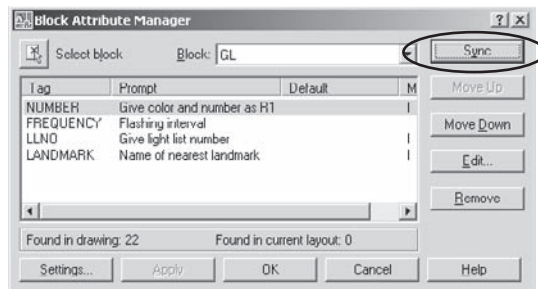 Block Attribute Manager
Select block Block: GL Sync
Tag Prompt Default M Move Up
NUMBER Give color and number as R1 I
FREQUENCY Flashing interval Move Down
LLNO Give light list number I
LANDMARK Name of nearest landmark I Edit...
Remove
Found in drawing: 22 Found in current layout: 0
Settings... Apply OK Cancel Help